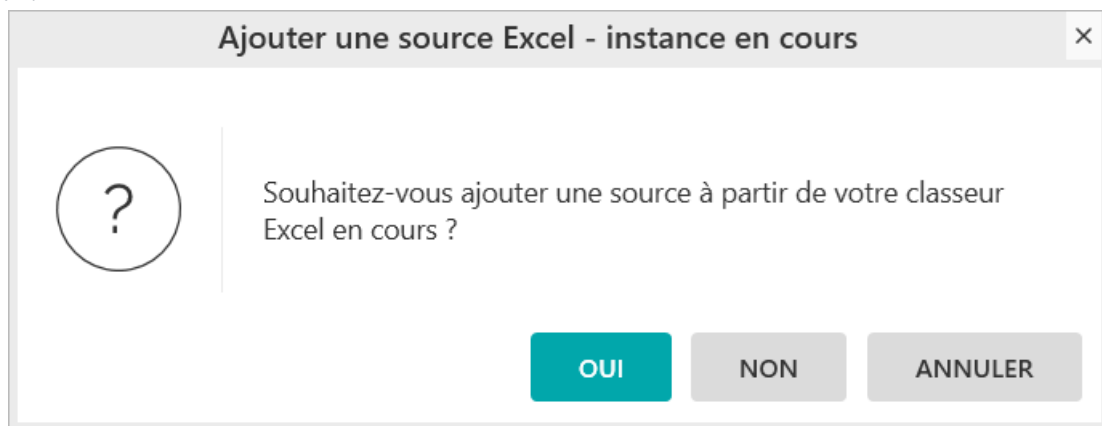 Ajouter une source Excel - instance en cours
?
Souhaitez-vous ajouter une source à partir de votre classeur
Excel en cours ?
OUI NON ANNULER